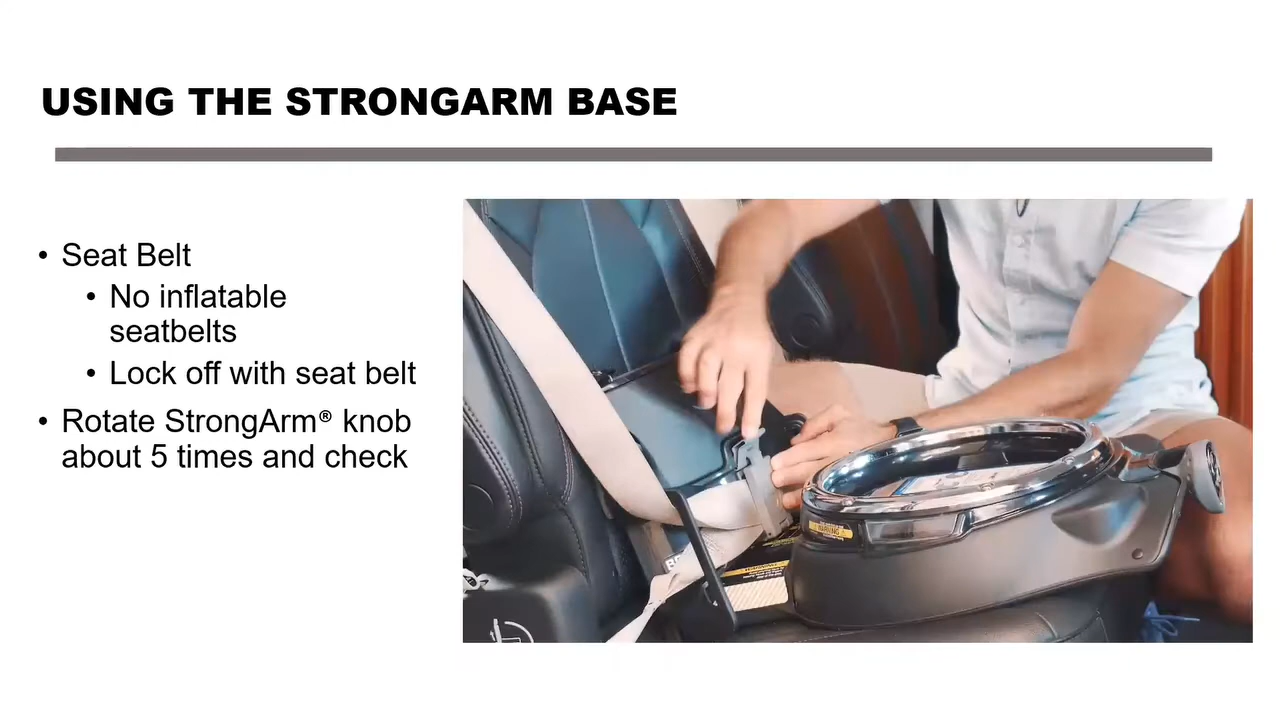 USING THE STRONGARM BASE
• Seat Belt
• No inflatable
seatbelts
• Lock off with seat belt
• Rotate StrongArm® knob
about 5 times and check
WARNING